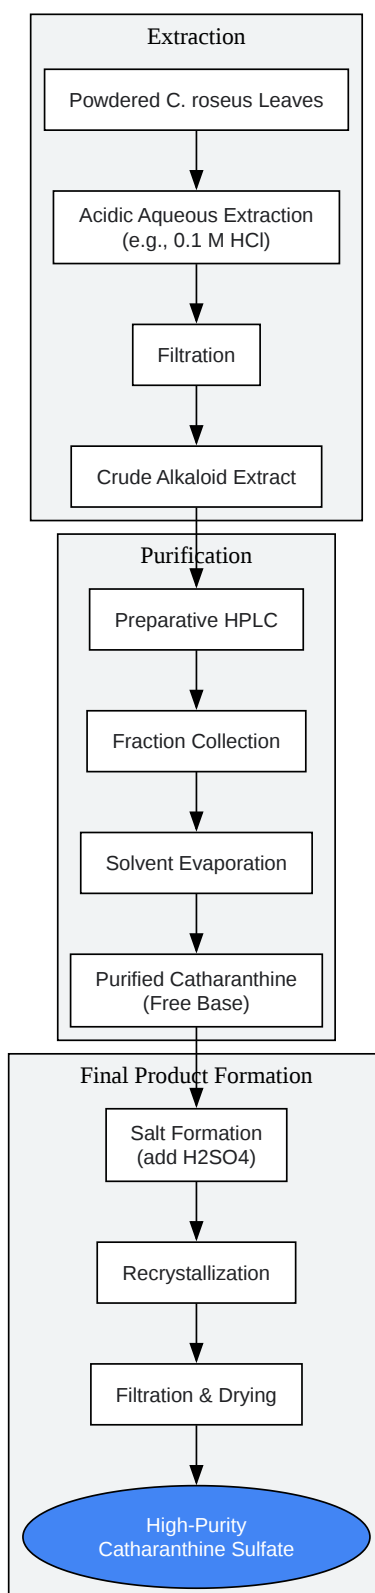 Extraction
Powdered C. roseus Leaves
Acidic Aqueous Extraction
(e.g., 0.1 M HCl)
Filtration
Crude Alkaloid Extract
Purification
Preparative HPLC
Fraction Collection
Solvent Evaporation
Purified Catharanthine
(Free Base)
Final Product Formation
Salt Formation
(add H2SO4)
Recrystallization
Filtration & Drying
High-Purity
Catharanthine Sulfate